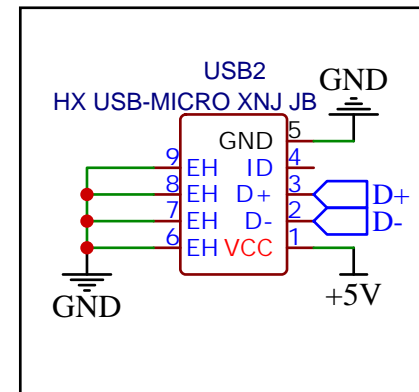 USB2
HX USB-MICRO XNJ JB
GND
GND 5
9 EH ID 4
8 EH D+ 3 D+
7 EH D- 2 D-
6 EH VCC 1
GND
+5V